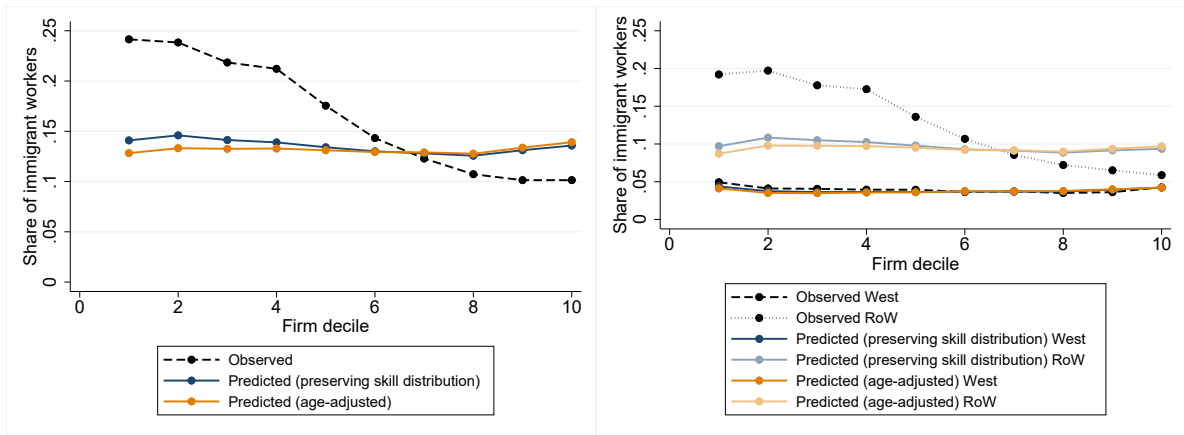 Share of immigrant workers
.25
.2
.15
.1
.05
0
0 2 4 6 8 10
Firm decile
Observed
Predicted (preserving skill distribution)
Predicted (age-adjusted)
Share of immigrant workers
.25
.2
.15
.1
.05
0
0 2 4 6 8 10
Firm decile
Observed West
Observed RoW
Predicted (preserving skill distribution) West
Predicted (preserving skill distribution) RoW
Predicted (age-adjusted) West
Predicted (age-adjusted) RoW